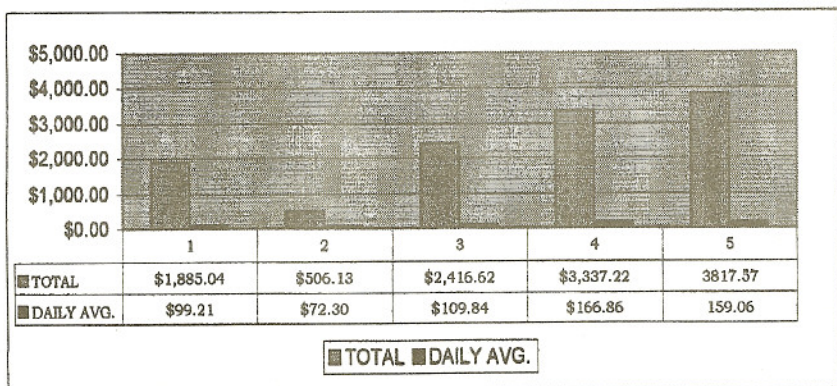 $5,000.00
$4,000.00
$3,000.00
$2,000.00
$1,000.00
$0.00
1 2 3 4 5
TOTAL $1,885.04 $506.13 $2,416.62 $3,337.22 3817.37
DAILY AVG. $99.21 $72.30 $109.84 $166.86 159.06
TOTAL DAILY AVG.